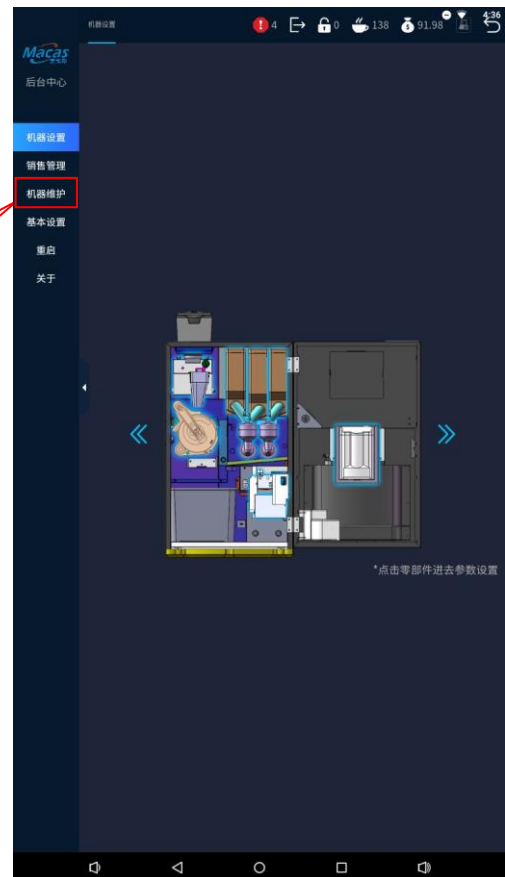 机器设置
4
0
138
91.98
4:36
Macas
后台中心
机器设置
销售管理
机器维护
基本设置
重启
关于
*点击零部件进去参数设置